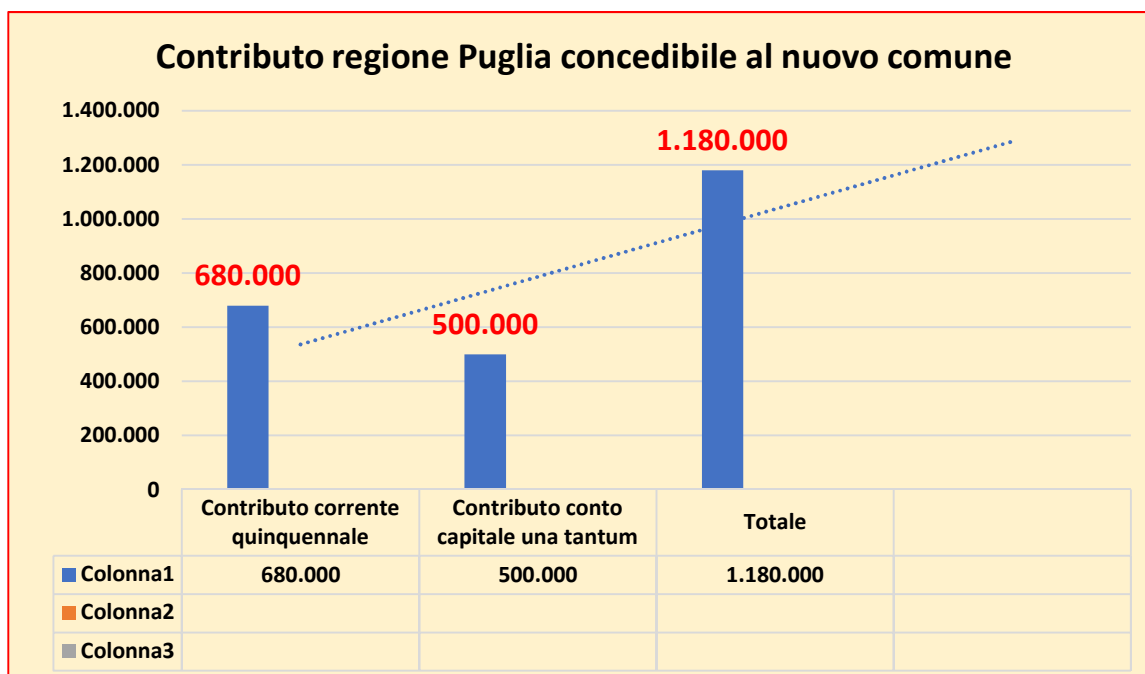 Contributo regione Puglia concedibile al nuovo comune
1.400.000
1.200.000
1.000.000
800.000
600.000
400.000
200.000
0
680.000
500.000
1.180.000
Contributo corrente
quinquennale
Contributo conto
capitale una tantum
Totale
Colonna1 680.000 500.000 1.180.000
Colonna2
Colonna3